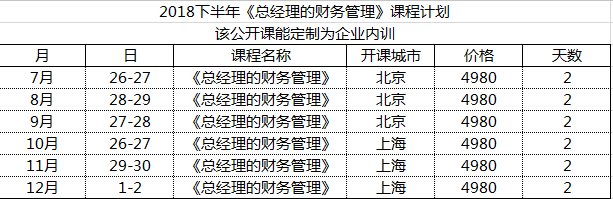 2018下半年《总经理的财务管理》课程计划
该公开课能定制为企业内训
月 日 课程名称 开课城市 价格 天数
7月 26-27 《总经理的财务管理》 北京 4980 2
8月 28-29 《总经理的财务管理》 北京 4980 2
9月 27-28 《总经理的财务管理》 北京 4980 2
10月 26-27 《总经理的财务管理》 上海 4980 2
11月 29-30 《总经理的财务管理》 上海 4980 2
12月 1-2 《总经理的财务管理》 上海 4980 2